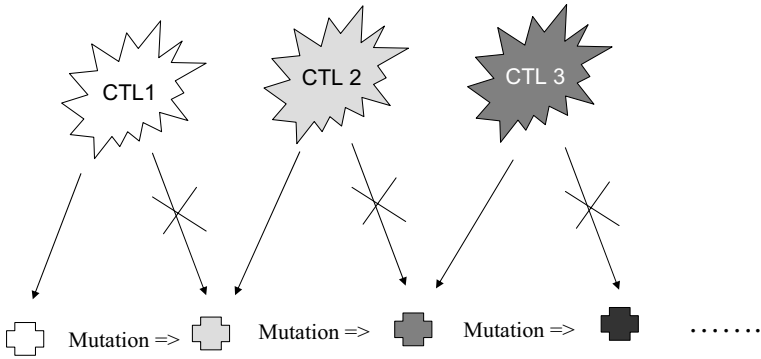 CTL1
CTL 2
CTL 3
Mutation =>
Mutation =>
Mutation =>
.......